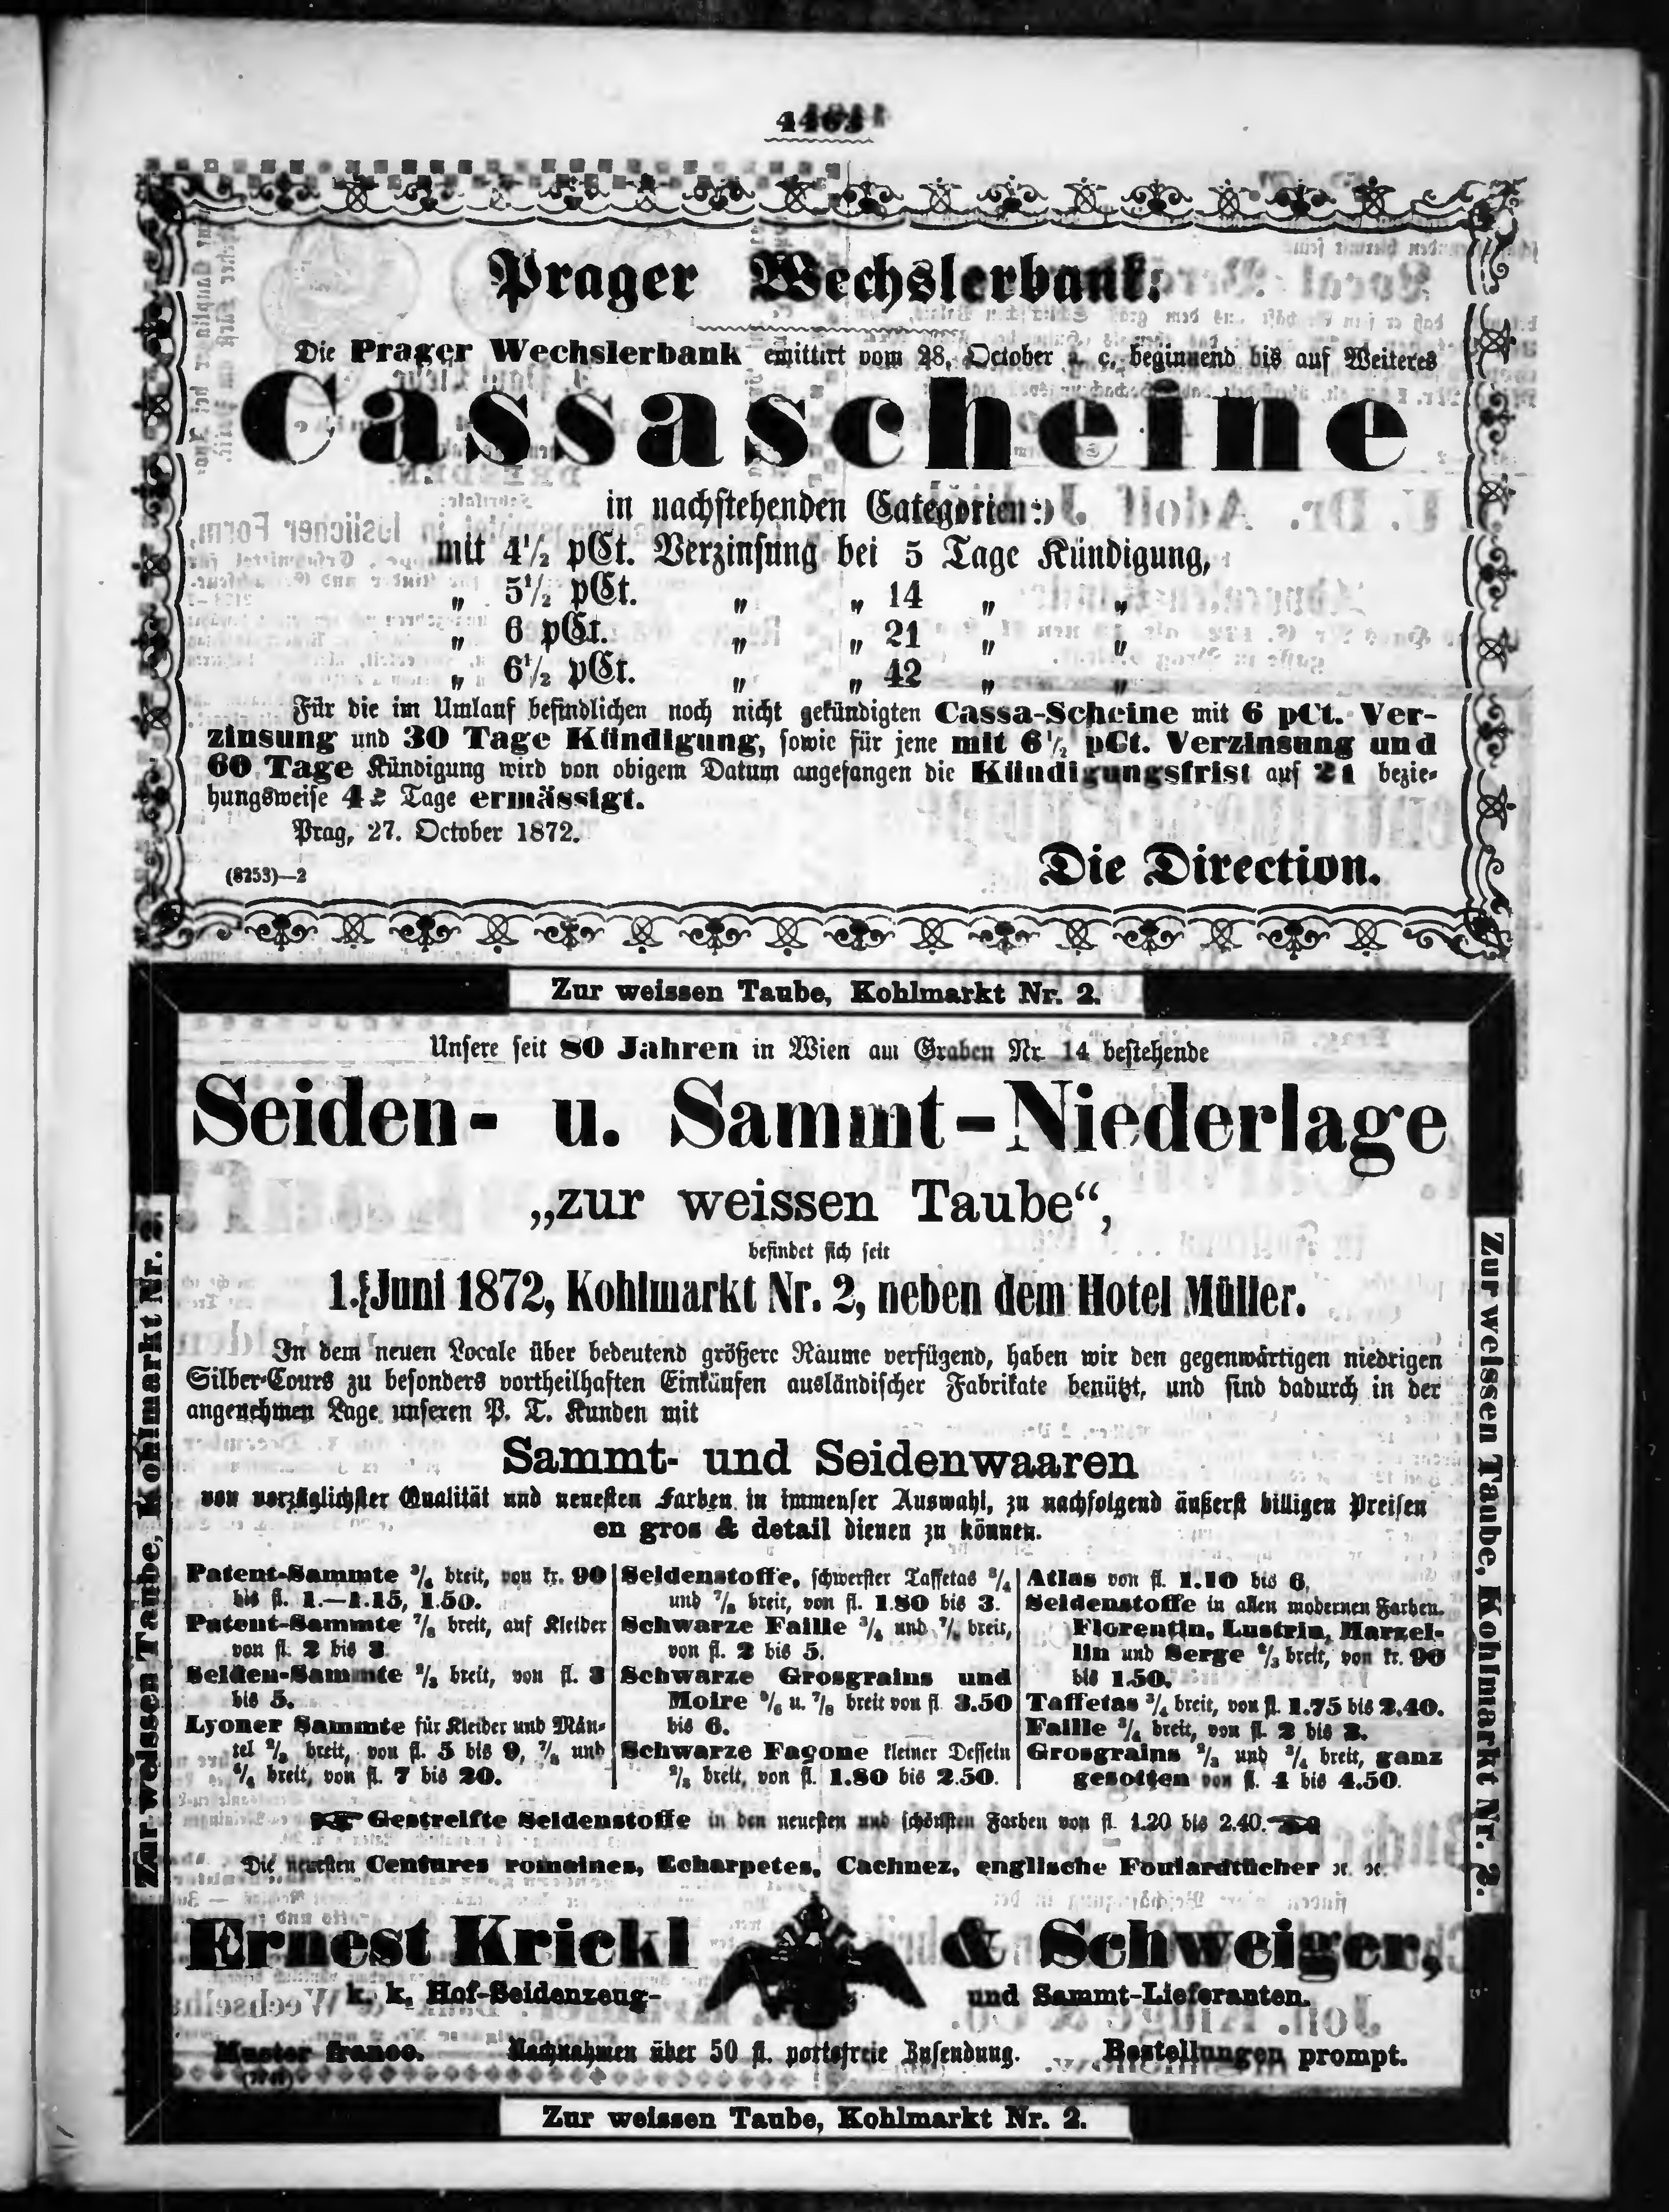 Prager Wechslerbank.
Die Prager Wechslerbank emittirt vom 28. October a. c. beginnend bis auf Weiteres
Cassascheine
in nachstehenden Categorien:
mit 4½ pCt. Verzinsung bei 5 Tage Kündigung,
„ 5½ pCt. „ „ 14 „ „
„ 6 pCt. „ „ 21 „ „
„ 6½ pCt. „ „ 42 „ „
Für die im Umlauf befindlichen noch nicht gekündigten Cassa-Scheine mit 6 pCt. Ver-
zinsung und 30 Tage Kündigung, sowie für jene mit 6½ pCt. Verzinsung und
60 Tage Kündigung wird von obigem Datum angefangen die Kündigungsfrist auf 21 bezie-
hungsweise 42 Tage ermässigt.
Prag, 27. October 1872.
Die Direction.
(8253)—2
Zur weissen Taube, Kohlmarkt Nr. 2.
Unsere seit 80 Jahren in Wien am Graben Nr. 14 bestehende
Seiden- u. Sammt-Niederlage
„zur weissen Taube“,
befindet sich seit
1. Juni 1872, Kohlmarkt Nr. 2, neben dem Hotel Müller.
In dem neuen Locale über bedeutend größere Räume verfügend, haben wir den gegenwärtigen niedrigen
Silber-Cours zu besonders vortheilhaften Einkäufen ausländischer Fabrikate benützt, und sind dadurch in der
angenehmen Lage unseren P. T. Kunden mit
Sammt- und Seidenwaaren
von vorzüglichster Qualität und neuesten Farben in immenser Auswahl, zu nachfolgend äußerst billigen Preisen
en gros & detail dienen zu können.
Patent-Sammte ¾ breit, von kr. 90
bis fl. 1.—1.15, 1.50.
Patent-Sammte ⅞ breit, auf Kleider
von fl. 2 bis 3.
Seiden-Sammte breit, von fl. 3
bis 5.
Lyoner Sammte für Kleider und Män-
tel breit, von fl. 5 bis 9, ⅞ und
breit, von fl. 7 bis 20.
Seidenstoffe, schwerster Taffetas ¾
und ⅞ breit, von fl. 1.80 bis 3.
Schwarze Faille ¾ und ⅞ breit,
von fl. 2 bis 5.
Schwarze Grosgrains und
Moire u. ⅞ breit von fl. 3.50
bis 6.
Schwarze Façone kleiner Dessein
breit, von fl. 1.80 bis 2.50.
Atlas von fl. 1.10 bis 6.
Seidenstoffe in allen modernen Farben.
Florentin, Lustrin, Marzel-
lin und Serge ⅔ breit, von kr. 90
bis 1.50.
Taffetas ¾ breit, von fl. 1.75 bis 2.40.
Faille ¾ breit, von fl. 2 bis 3.
Grosgrains und ¾ breit, ganz
gesotten von fl. 4 bis 4.50.
Gestreifte Seidenstoffe in den neuesten und schönsten Farben von fl. 1.20 bis 2.40.
Die neuesten Centures romaines, Echarpetes, Cachnez, englische Foulardtücher ꝛc. ꝛc.
Ernest Krickl & Schweiger,
k. k. Hof-Seidenzeug- und Sammt-Lieferanten.
Muster franco. Nachnahmen über 50 fl. portofreie Zusendung. Bestellungen prompt.
Zur weissen Taube, Kohlmarkt Nr. 2.
Zur weissen Taube, Kohlmarkt Nr. 2.
Zur weissen Taube, Kohlmarkt Nr. 2.